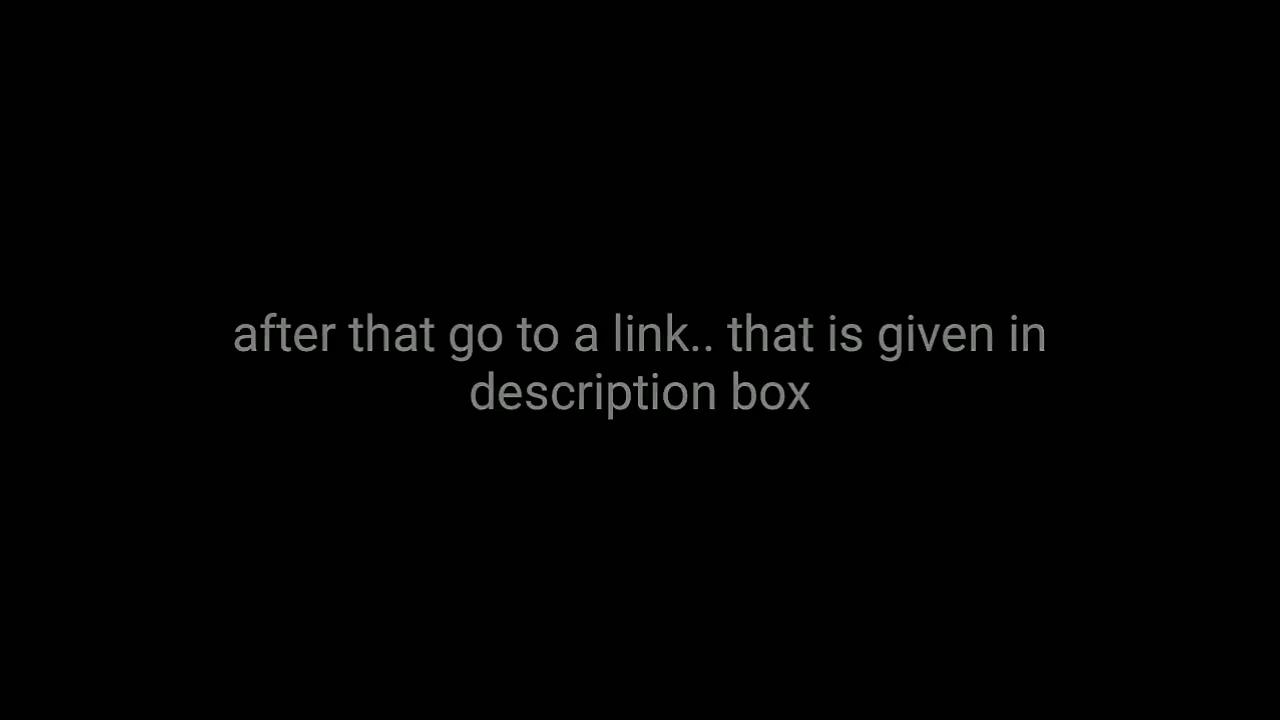 after that go to a link.. that is given in
description box